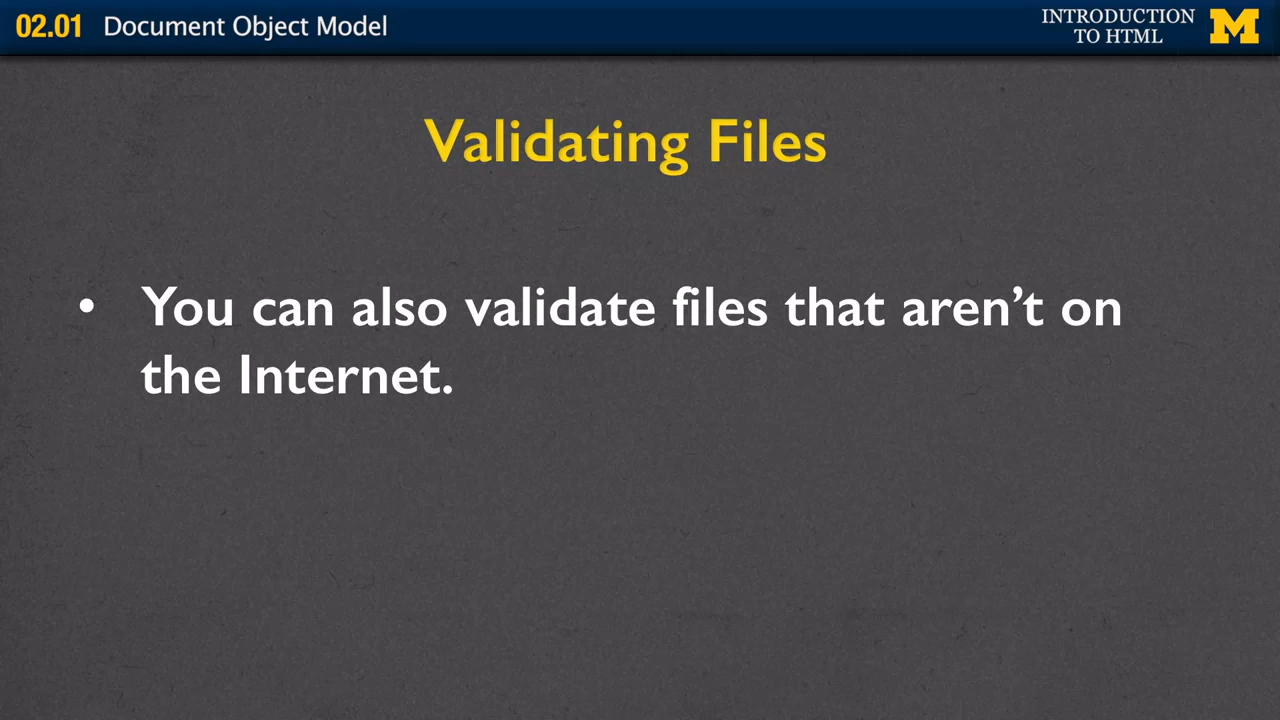 02.01 Document Object Model
INTRODUCTION
TO HTML
M
Validating Files
• You can also validate files that aren’t on
the Internet.